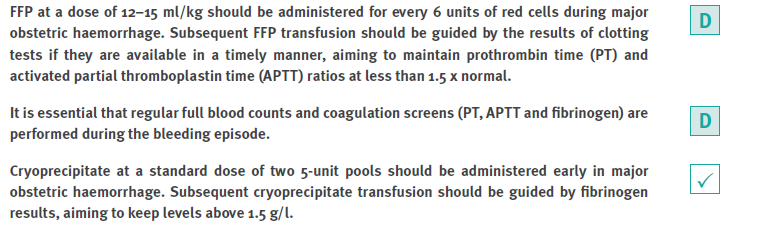 FFP at a dose of 12–15 ml/kg should be administered for every 6 units of red cells during major
obstetric haemorrhage. Subsequent FFP transfusion should be guided by the results of clotting
tests if they are available in a timely manner, aiming to maintain prothrombin time (PT) and
activated partial thromboplastin time (APTT) ratios at less than 1.5 x normal.
D
It is essential that regular full blood counts and coagulation screens (PT, APTT and fibrinogen) are
performed during the bleeding episode.
D
Cryoprecipitate at a standard dose of two 5-unit pools should be administered early in major
obstetric haemorrhage. Subsequent cryoprecipitate transfusion should be guided by fibrinogen
results, aiming to keep levels above 1.5 g/l.
✓